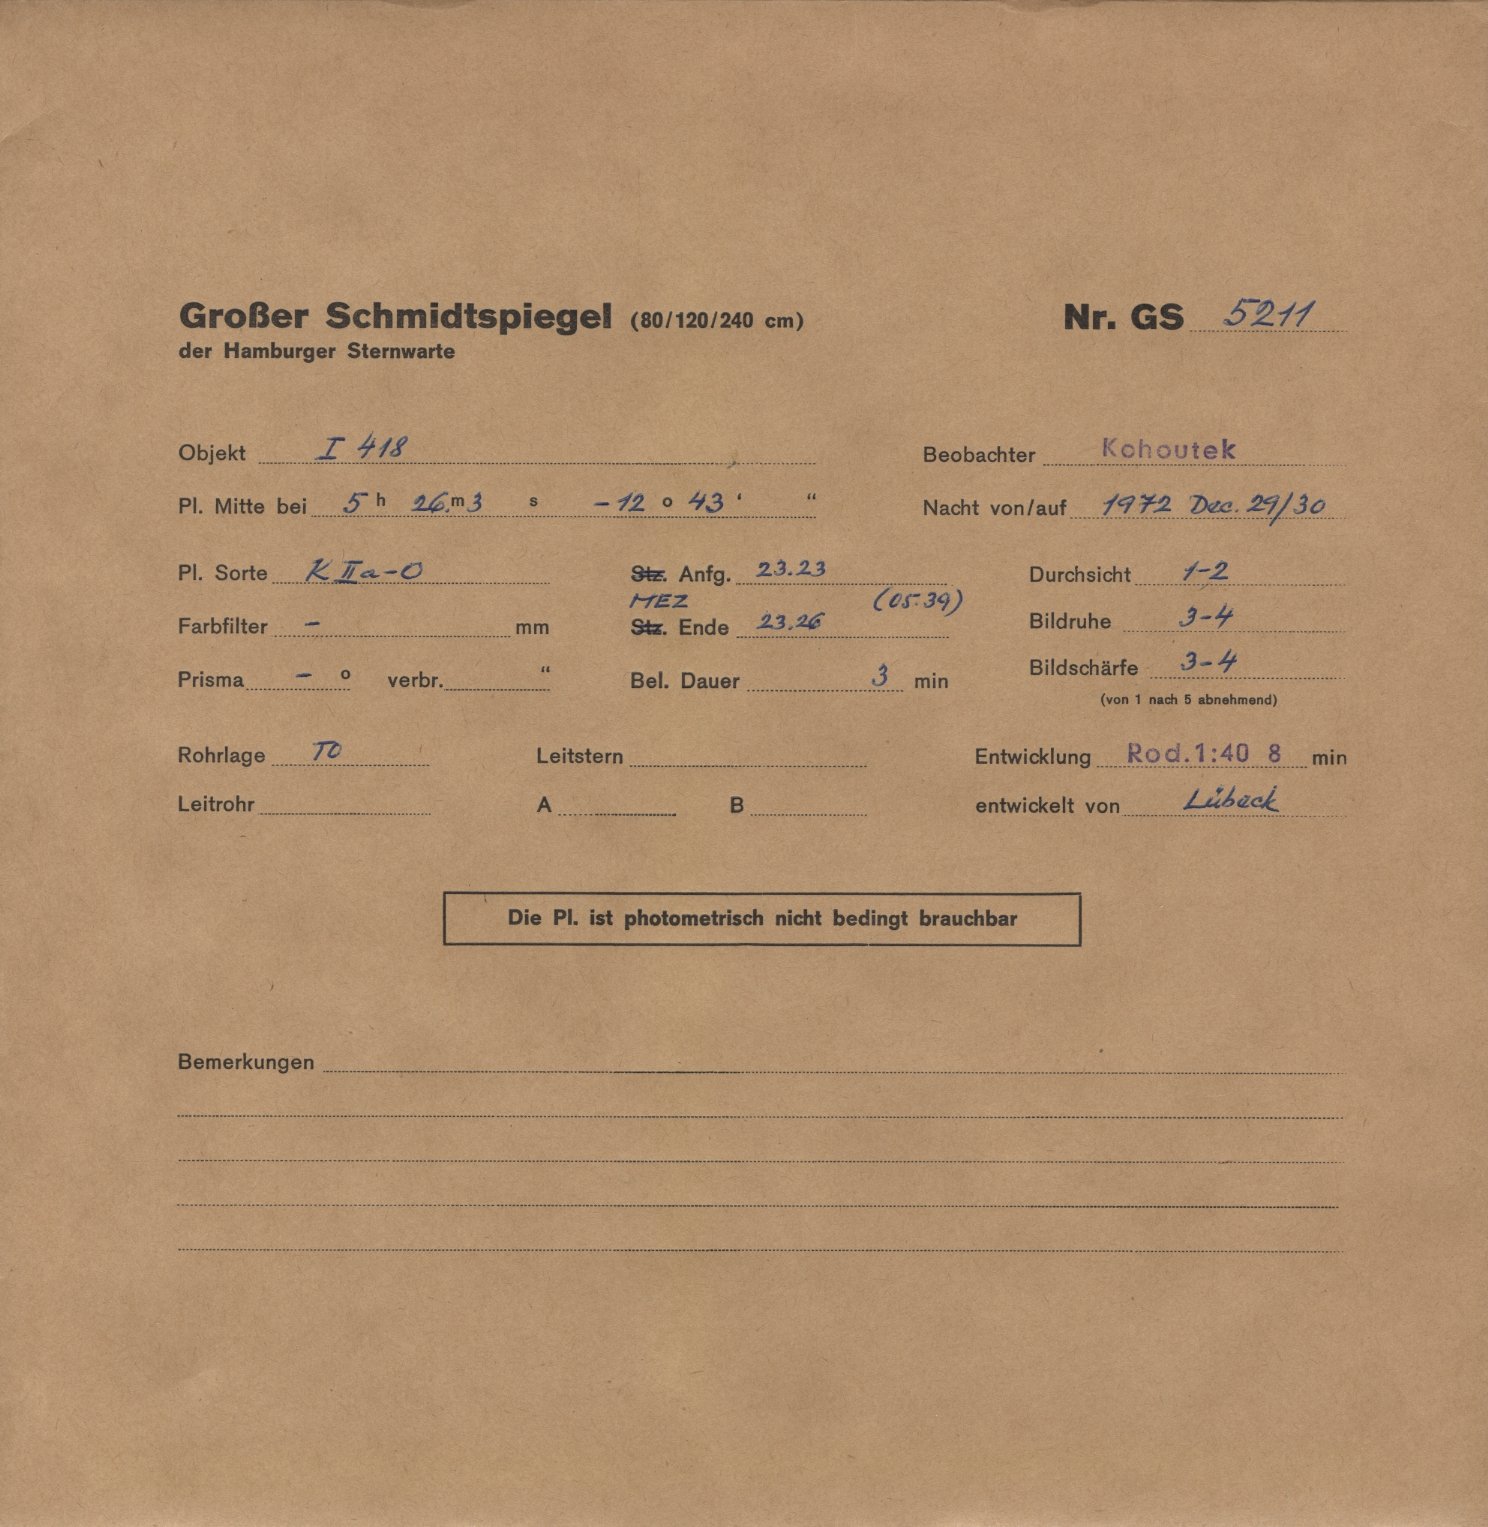 Großer Schmidtspiegel (80/120/240 cm) Nr. GS 5211
der Hamburger Sternwarte
Objekt I 418 Beobachter Kohoutek
Pl. Mitte bei 5 h 26.m3 s -12 o 43 ‘ “ Nacht von/auf 1972 Dec. 29/30
Pl. Sorte K IIa-O Stz. Anfg. 23.23 Durchsicht 1-2
MEZ (05:39)
Farbfilter – mm Stz. Ende 23.26 Bildruhe 3-4
Prisma – o verbr. “ Bel. Dauer 3 min Bildschärfe 3-4
(von 1 nach 5 abnehmend)
Rohrlage TO Leitstern Entwicklung Rod.1:40 8 min
Leitrohr A B entwickelt von Lübeck
Die Pl. ist photometrisch nicht bedingt brauchbar
Bemerkungen